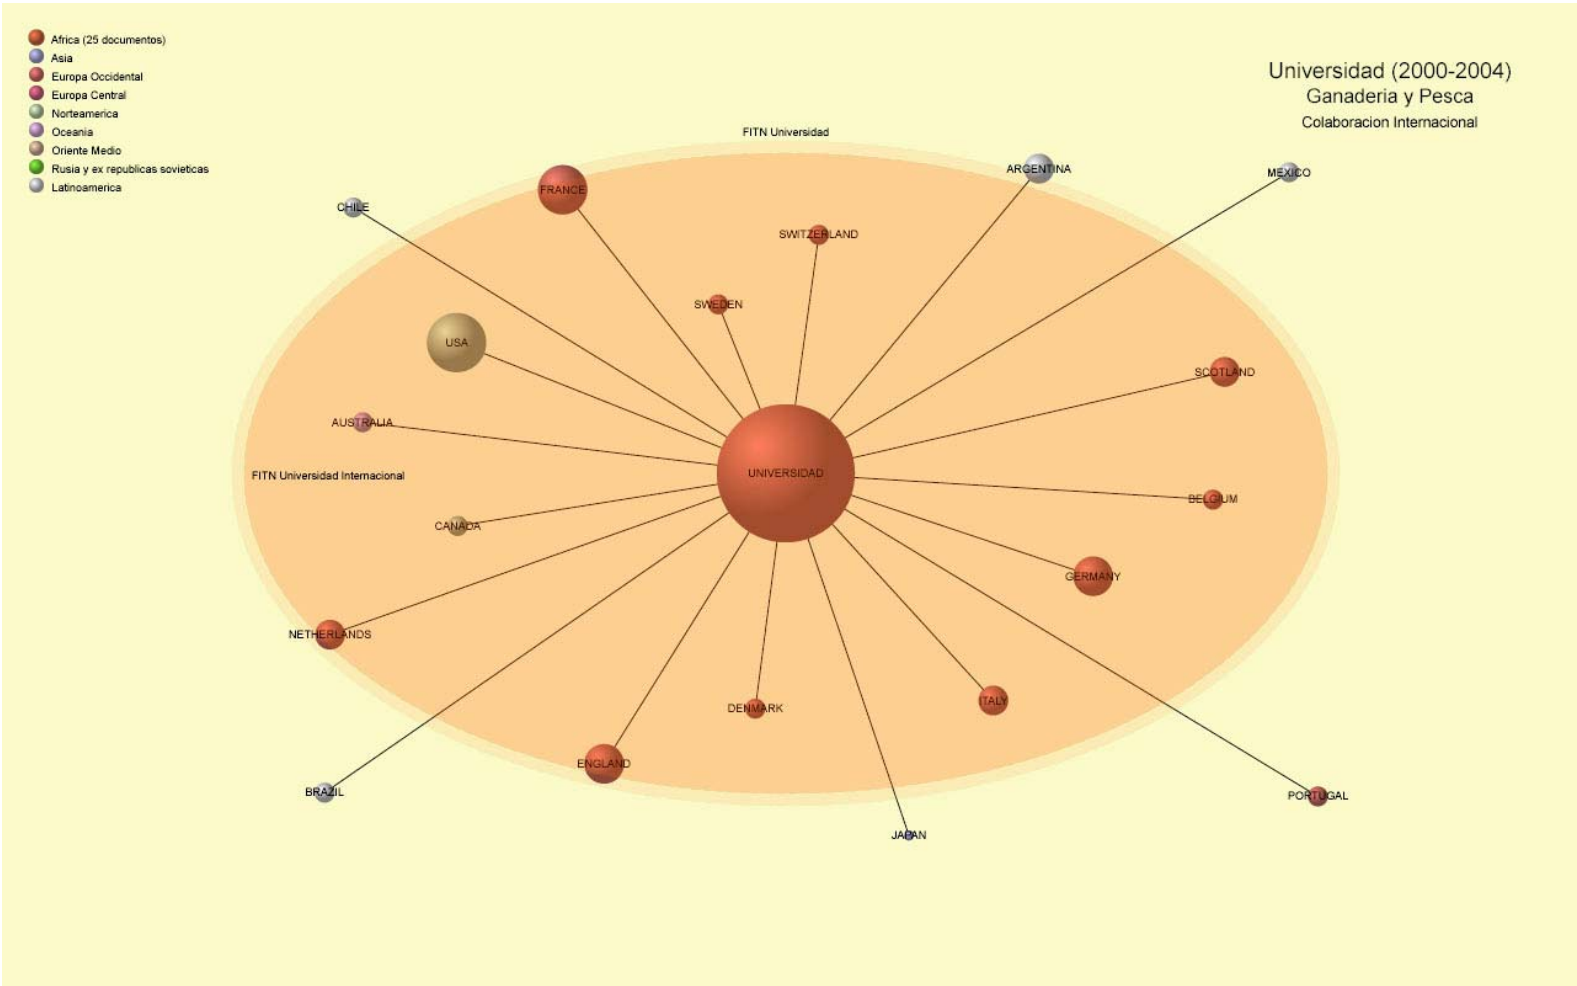 Africa (25 documentos)
Asia
Europa Occidental
Europa Central
Norteamerica
Oceania
Oriente Medio
Rusia y ex republicas sovieticas
Latinoamerica
Universidad (2000-2004)
Ganaderia y Pesca
Colaboracion Internacional
FITN Universidad
ARGENTINA
MEXICO
FRANCE
CHILE
SWITZERLAND
SWEDEN
USA
SCOTLAND
AUSTRALIA
UNIVERSIDAD
FITN Universidad Internacional
BELGIUM
CANADA
GERMANY
NETHERLANDS
ITALY
DENMARK
ENGLAND
BRAZIL
PORTUGAL
JAPAN